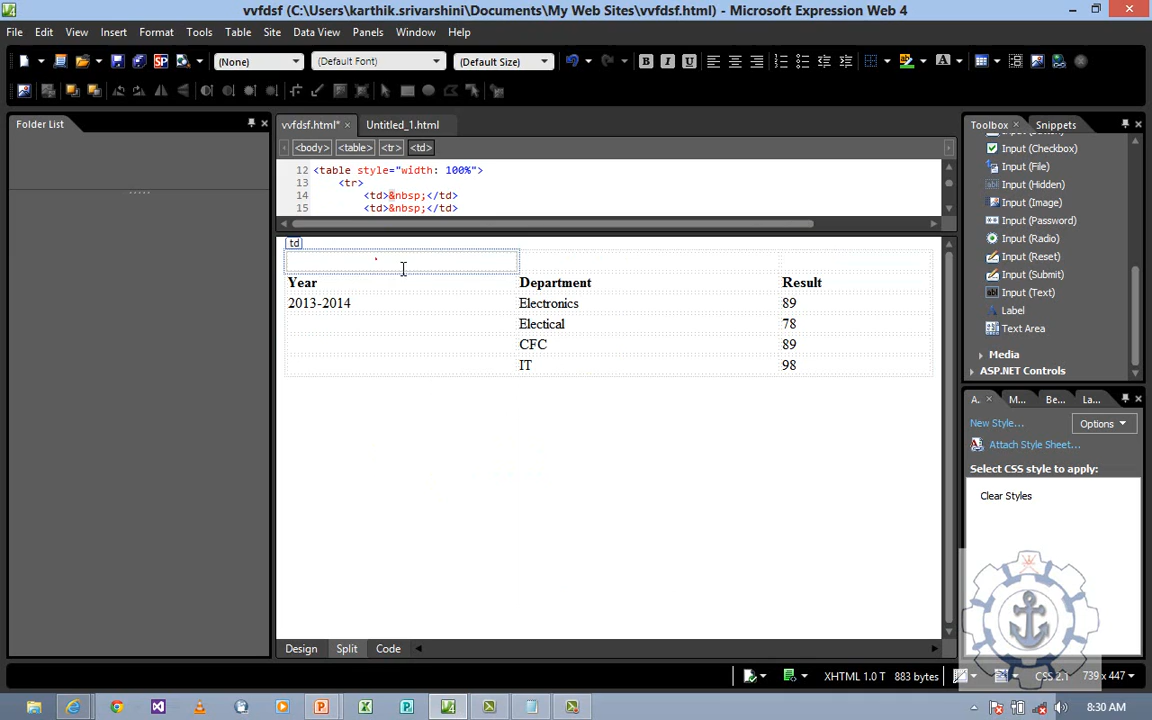 vvfdsf (C:\Users\karthik.srivarshini\Documents\My Web Sites\vvfdsf.html) - Microsoft Expression Web 4
File Edit View Insert Format Tools Table Site Data View Panels Window Help
(None) (Default Font) (Default Size) B I U
Folder List
vvfdsf.html* Untitled_1.html
<body> <table> <tr> <td>
12 <table style="width: 100%">
13 <tr>
14 <td>&nbsp;</td>
15 <td>&nbsp;</td>
td
Year Department Result
2013-2014 Electronics 89
Electical 78
CFC 89
IT 98
Design Split Code
Toolbox Snippets
Input (Checkbox)
Input (File)
Input (Hidden)
Input (Image)
Input (Password)
Input (Radio)
Input (Reset)
Input (Submit)
Input (Text)
Label
Text Area
Media
ASP.NET Controls
A. M... Be... La...
New Style... Options
Attach Style Sheet...
Select CSS style to apply:
Clear Styles
XHTML 1.0 T 883 bytes CSS 2.1 739 x 447
8:30 AM